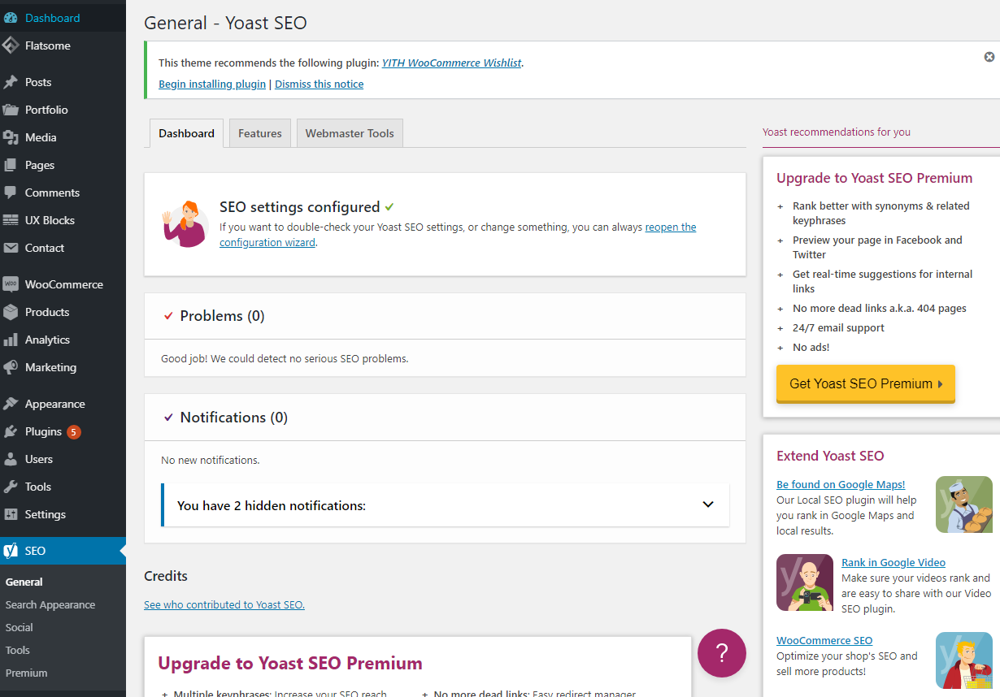 Dashboard
Flatsome
Posts
Portfolio
Media
Pages
Comments
UX Blocks
Contact
WOO
WooCommerce
Products
Analytics
Marketing
Appearance
Plugins 5
Users
Tools
Settings
SEO
General
Search Appearance
Social
Tools
Premium
General - Yoast SEO
This theme recommends the following plugin: YITH WooCommerce Wishlist.
Begin installing plugin | Dismiss this notice
Dashboard
Features
Webmaster Tools
SEO settings configured ✓
If you want to double-check your Yoast SEO settings, or change something, you can always reopen the
configuration wizard.
Problems (0)
Good job! We could detect no serious SEO problems.
Notifications (0)
No new notifications.
You have 2 hidden notifications:
Credits
See who contributed to Yoast SEO.
Upgrade to Yoast SEO Premium
+ Multiple keyphrases: Increase your SEO reach
+ No more dead links: Easy redirect manager
?
Yoast recommendations for you
Upgrade to Yoast SEO Premium
+ Rank better with synonyms & related
keyphrases
+ Preview your page in Facebook and
Twitter
+ Get real-time suggestions for internal
links
+ No more dead links a.k.a. 404 pages
+ 24/7 email support
+ No ads!
Get Yoast SEO Premium
Extend Yoast SEO
Be found on Google Maps!
Our Local SEO plugin will help
you rank in Google Maps and
local results.
Rank in Google Video
Make sure your videos rank and
are easy to share with our Video
SEO plugin.
WooCommerce SEO
Optimize your shop's SEO and
sell more products!